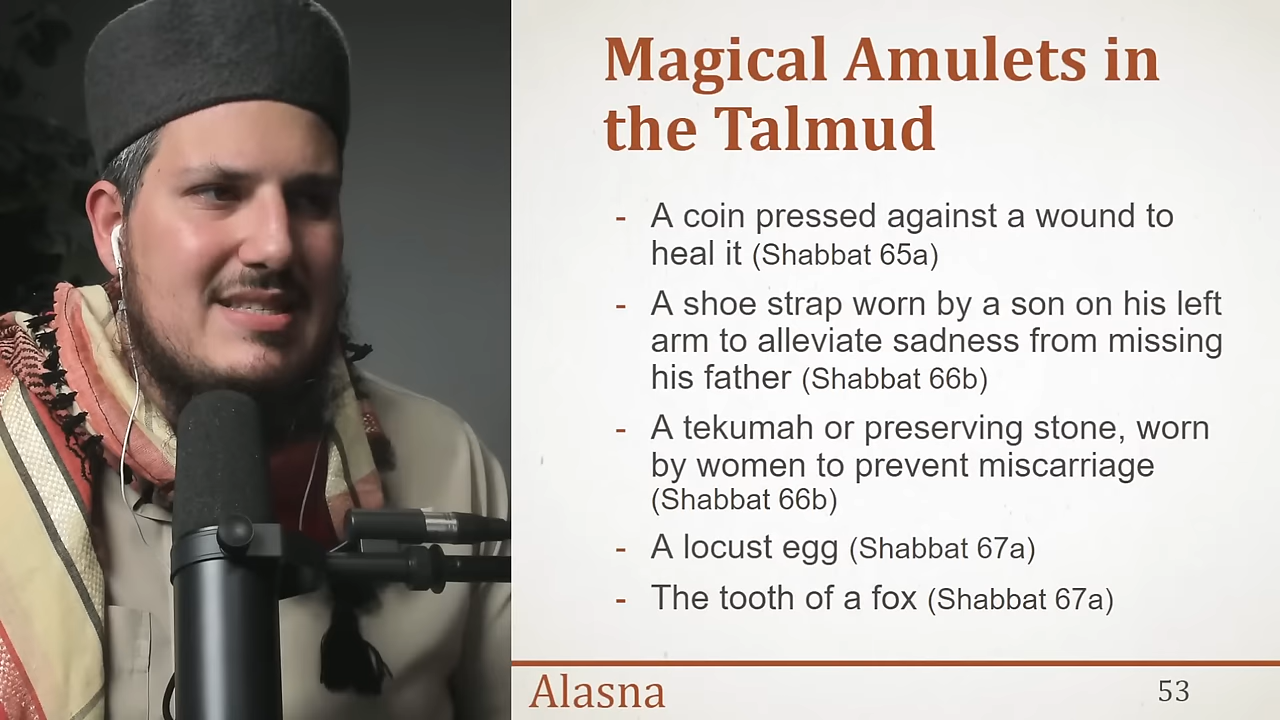 Magical Amulets in
the Talmud
- A coin pressed against a wound to
heal it (Shabbat 65a)
- A shoe strap worn by a son on his left
arm to alleviate sadness from missing
his father (Shabbat 66b)
- A tekumah or preserving stone, worn
by women to prevent miscarriage
(Shabbat 66b)
- A locust egg (Shabbat 67a)
- The tooth of a fox (Shabbat 67a)
Alasna
53